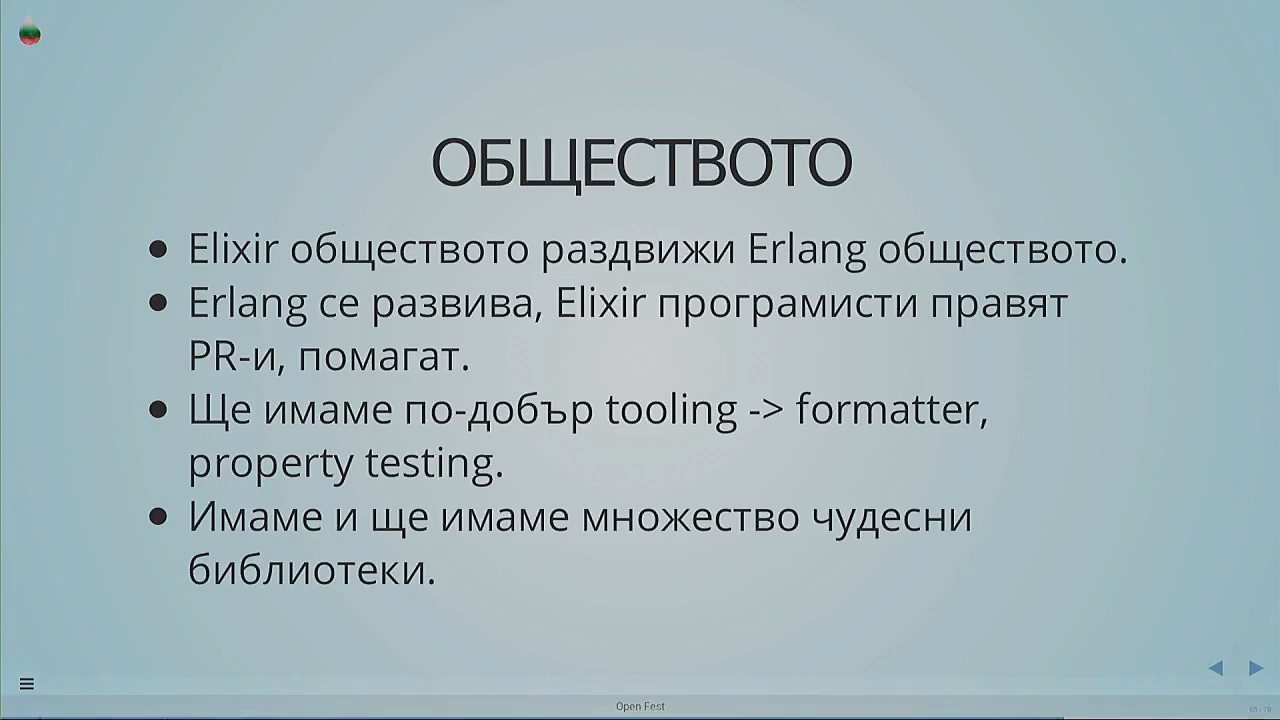 ОБЩЕСТВОТО
Elixir обществото раздвижи Erlang обществото.
Erlang се развива, Elixir програмисти правят
PR-и, помагат.
Ще имаме по-добър tooling -> formatter,
property testing.
Имаме и ще имаме множество чудесни
библиотеки.
Open Fest